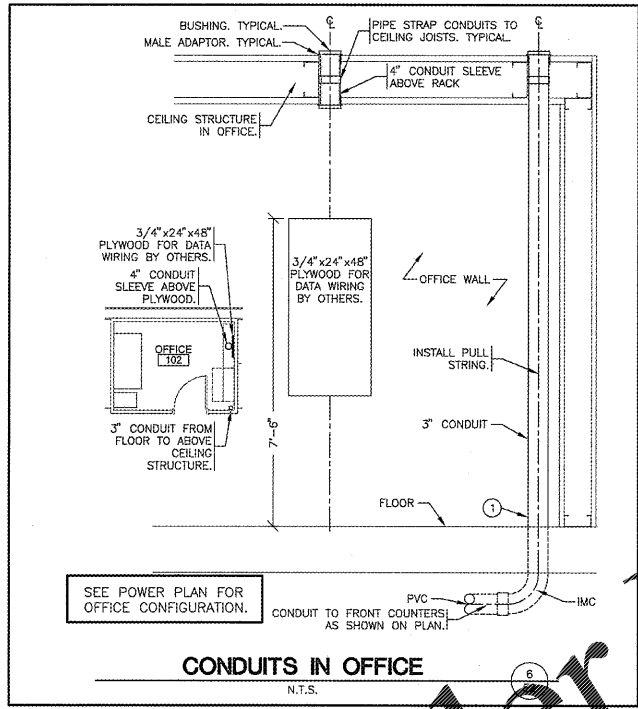 BUSHING. TYPICAL.
MALE ADAPTOR. TYPICAL.
℄
PIPE STRAP CONDUITS TO
CEILING JOISTS. TYPICAL.
℄
4" CONDUIT SLEEVE
ABOVE RACK
CEILING STRUCTURE
IN OFFICE.
3/4"x24"x48"
PLYWOOD FOR DATA
WIRING BY OTHERS.
4" CONDUIT
SLEEVE ABOVE
PLYWOOD.
OFFICE
102
3" CONDUIT FROM
FLOOR TO ABOVE
CEILING
STRUCTURE.
3/4"x24"x48"
PLYWOOD FOR
DATA WIRING
BY OTHERS.
7'-6"
OFFICE WALL
INSTALL PULL
STRING.
3" CONDUIT
FLOOR
1
SEE POWER PLAN FOR
OFFICE CONFIGURATION.
PVC
IMC
CONDUIT TO FRONT COUNTERS
AS SHOWN ON PLAN.
CONDUITS IN OFFICE
N.T.S.
6